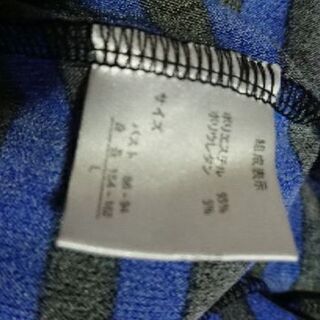 組成表示
ポリエステル 95%
ポリウレタン 5%
サイズ
バスト 86-94
身長 154-162
L